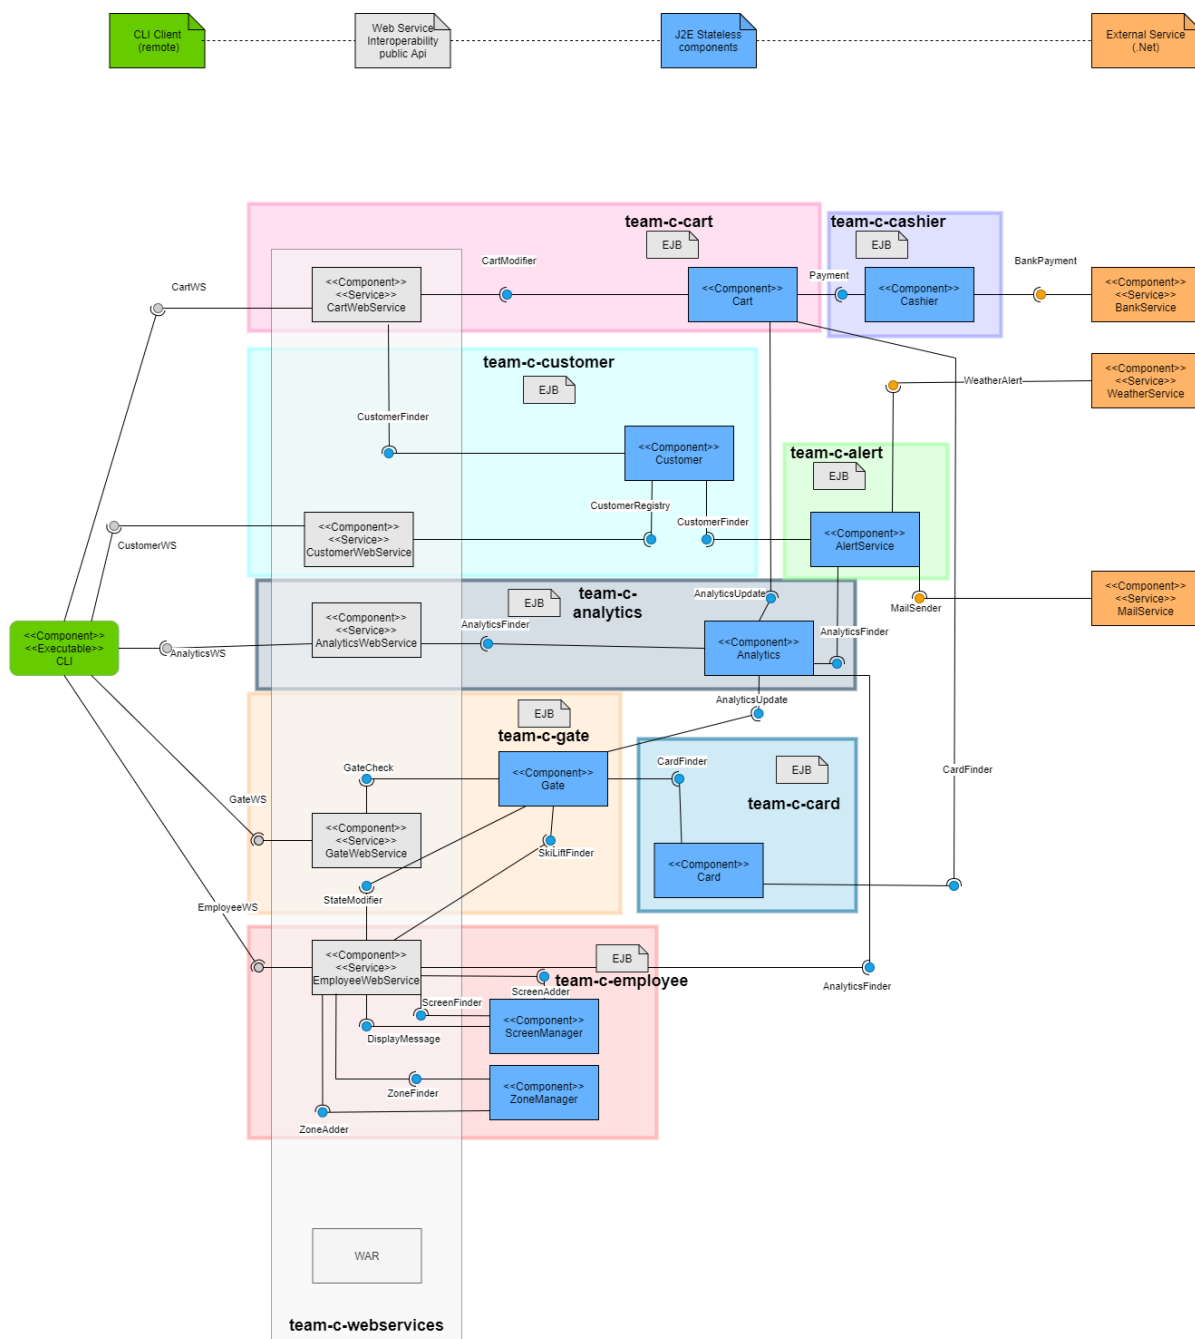 CLI Client
(remote)
Web Service
Interoperability
public Api
J2E Stateless
components
External Service
(.Net)
team-c-cart
EJB
team-c-cashier
EJB
CartWS
<<Component>>
<<Service>>
CartWebService
CartModifier
<<Component>>
Cart
Payment
<<Component>>
Cashier
BankPayment
<<Component>>
<<Service>>
BankService
team-c-customer
EJB
CustomerFinder
<<Component>>
Customer
CustomerRegistry
CustomerFinder
WeatherAlert
<<Component>>
<<Service>>
WeatherService
team-c-alert
EJB
<<Component>>
AlertService
CustomerWS
<<Component>>
<<Service>>
CustomerWebService
MailSender
<<Component>>
<<Service>>
MailService
team-c-
analytics
EJB
AnalyticsUpdate
<<Component>>
<<Executable>>
CLI
AnalyticsWS
<<Component>>
<<Service>>
AnalyticsWebService
AnalyticsFinder
<<Component>>
Analytics
AnalyticsFinder
AnalyticsUpdate
EJB
team-c-gate
GateCheck
<<Component>>
Gate
CardFinder
EJB
team-c-card
CardFinder
GateWS
<<Component>>
<<Service>>
GateWebService
SkiLiftFinder
<<Component>>
Card
StateModifier
EmployeeWS
<<Component>>
<<Service>>
EmployeeWebService
EJB
team-c-employee
AnalyticsFinder
ScreenAdder
ScreenFinder
DisplayMessage
<<Component>>
ScreenManager
ZoneFinder
<<Component>>
ZoneManager
ZoneAdder
WAR
team-c-webservices